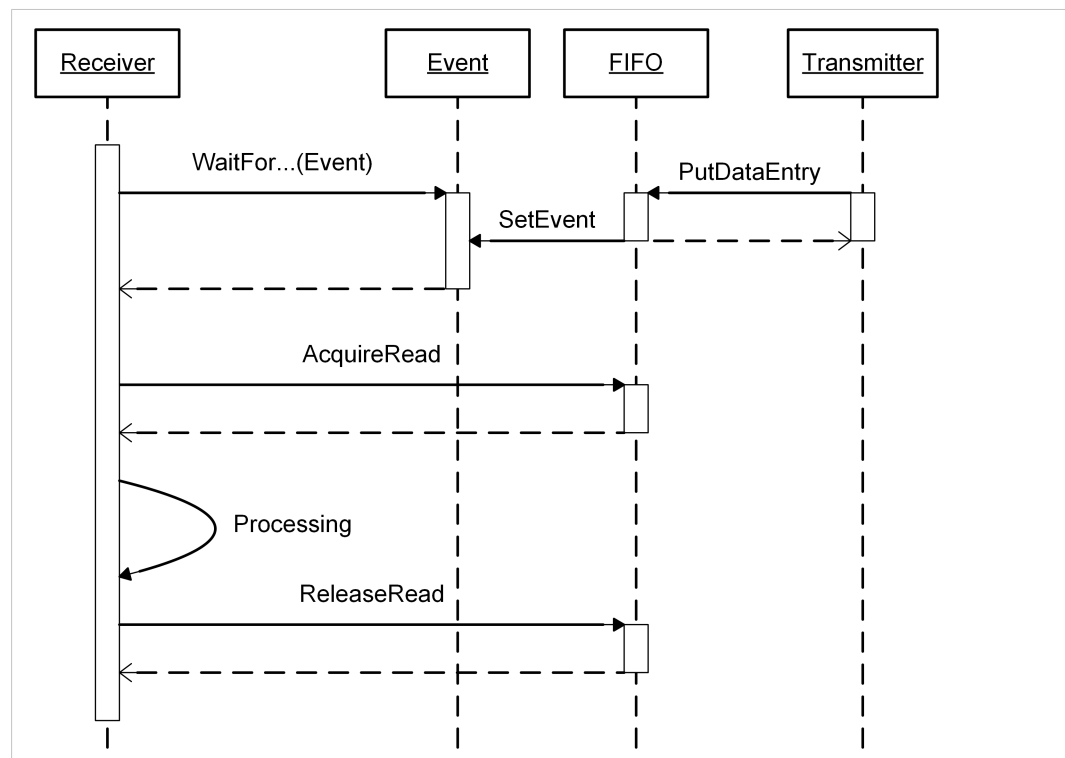 Receiver
Event
FIFO
Transmitter
WaitFor...(Event)
PutDataEntry
SetEvent
AcquireRead
Processing
ReleaseRead